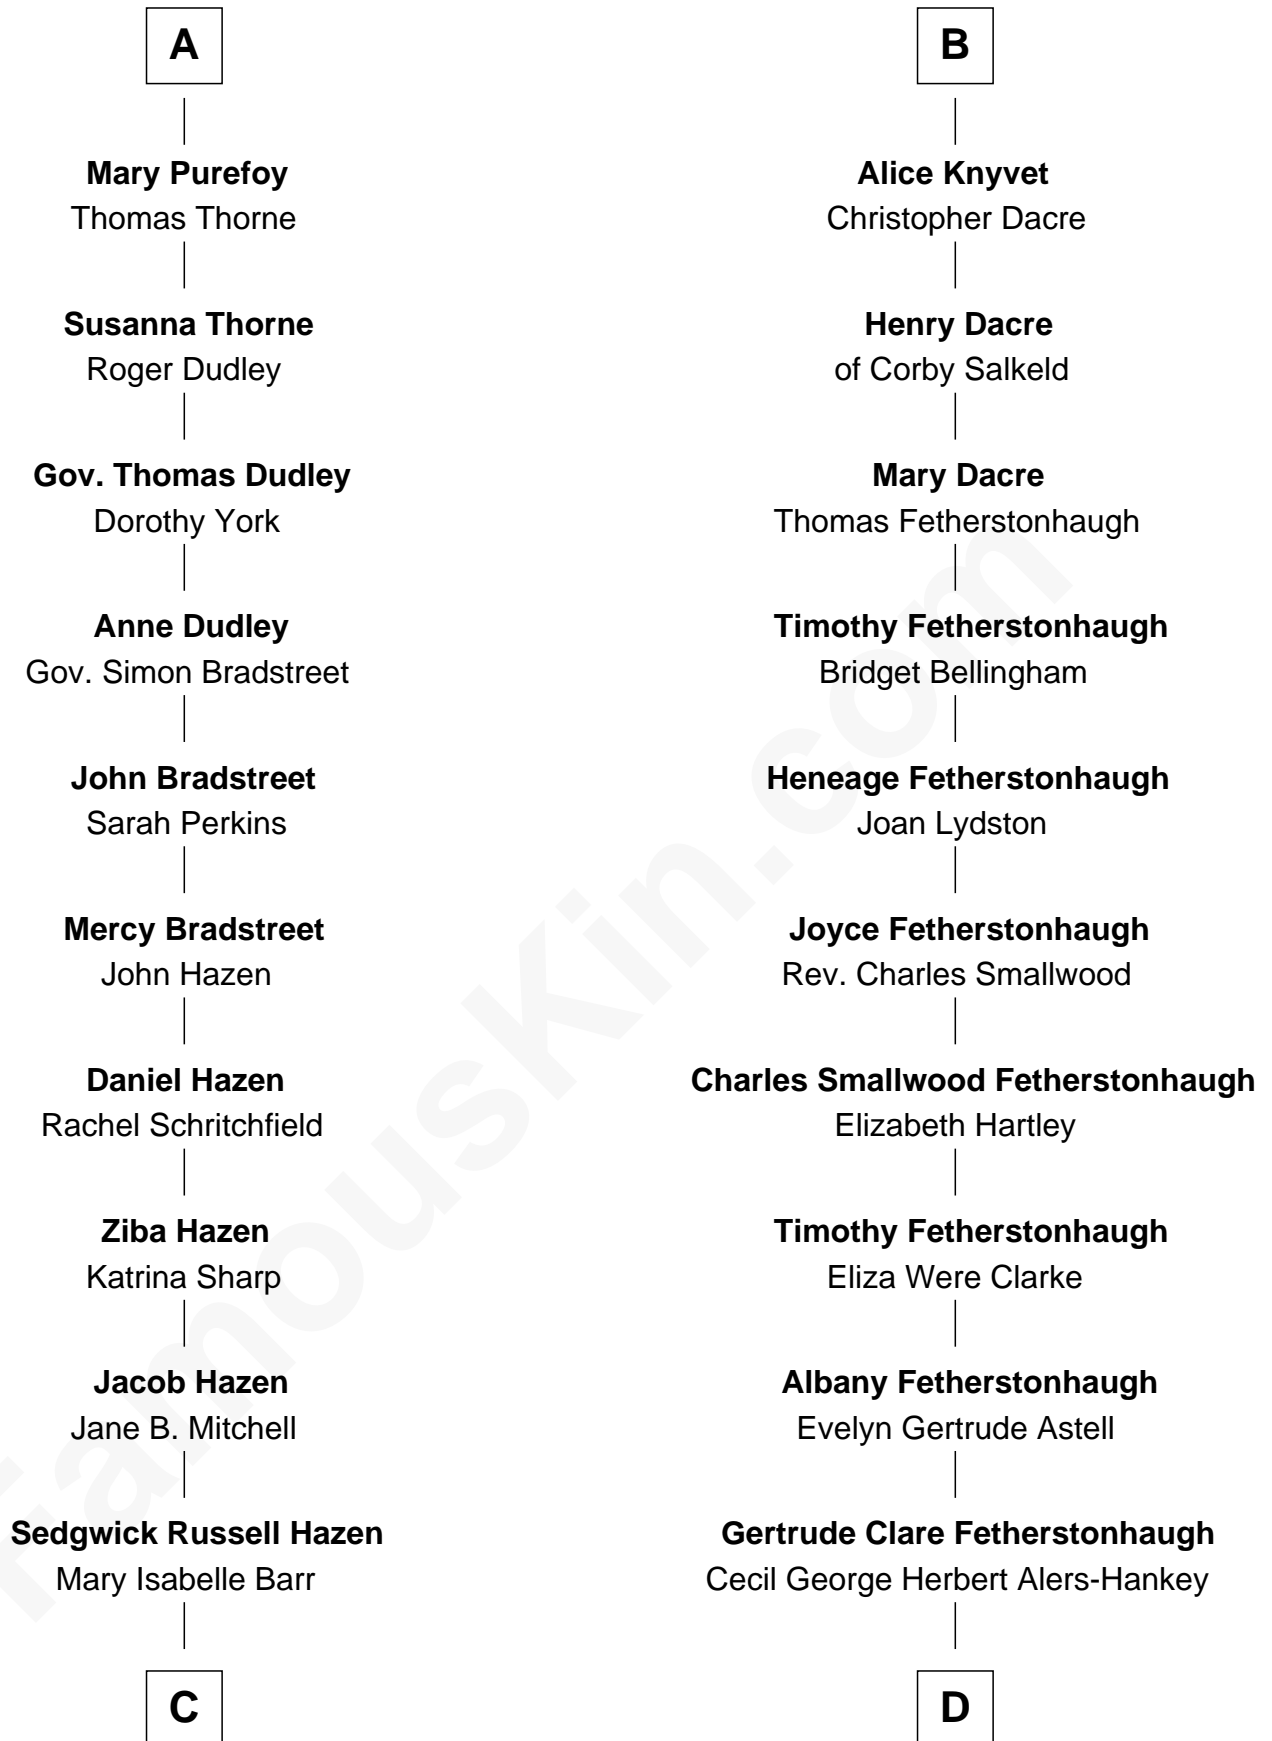 A
Mary Purefoy
Thomas Thorne
Susanna Thorne
Roger Dudley
Gov. Thomas Dudley
Dorothy York
Anne Dudley
Gov. Simon Bradstreet
John Bradstreet
Sarah Perkins
Mercy Bradstreet
John Hazen
Daniel Hazen
Rachel Schritchfield
Ziba Hazen
Katrina Sharp
Jacob Hazen
Jane B. Mitchell
Sedgwick Russell Hazen
Mary Isabelle Barr
C
B
Alice Knyvet
Christopher Dacre
Henry Dacre
of Corby Salkeld
Mary Dacre
Thomas Fetherstonhaugh
Timothy Fetherstonhaugh
Bridget Bellingham
Heneage Fetherstonhaugh
Joan Lydston
Joyce Fetherstonhaugh
Rev. Charles Smallwood
Charles Smallwood Fetherstonhaugh
Elizabeth Hartley
Timothy Fetherstonhaugh
Eliza Were Clarke
Albany Fetherstonhaugh
Evelyn Gertrude Astell
Gertrude Clare Fetherstonhaugh
Cecil George Herbert Alers-Hankey
D
FamousKin.com